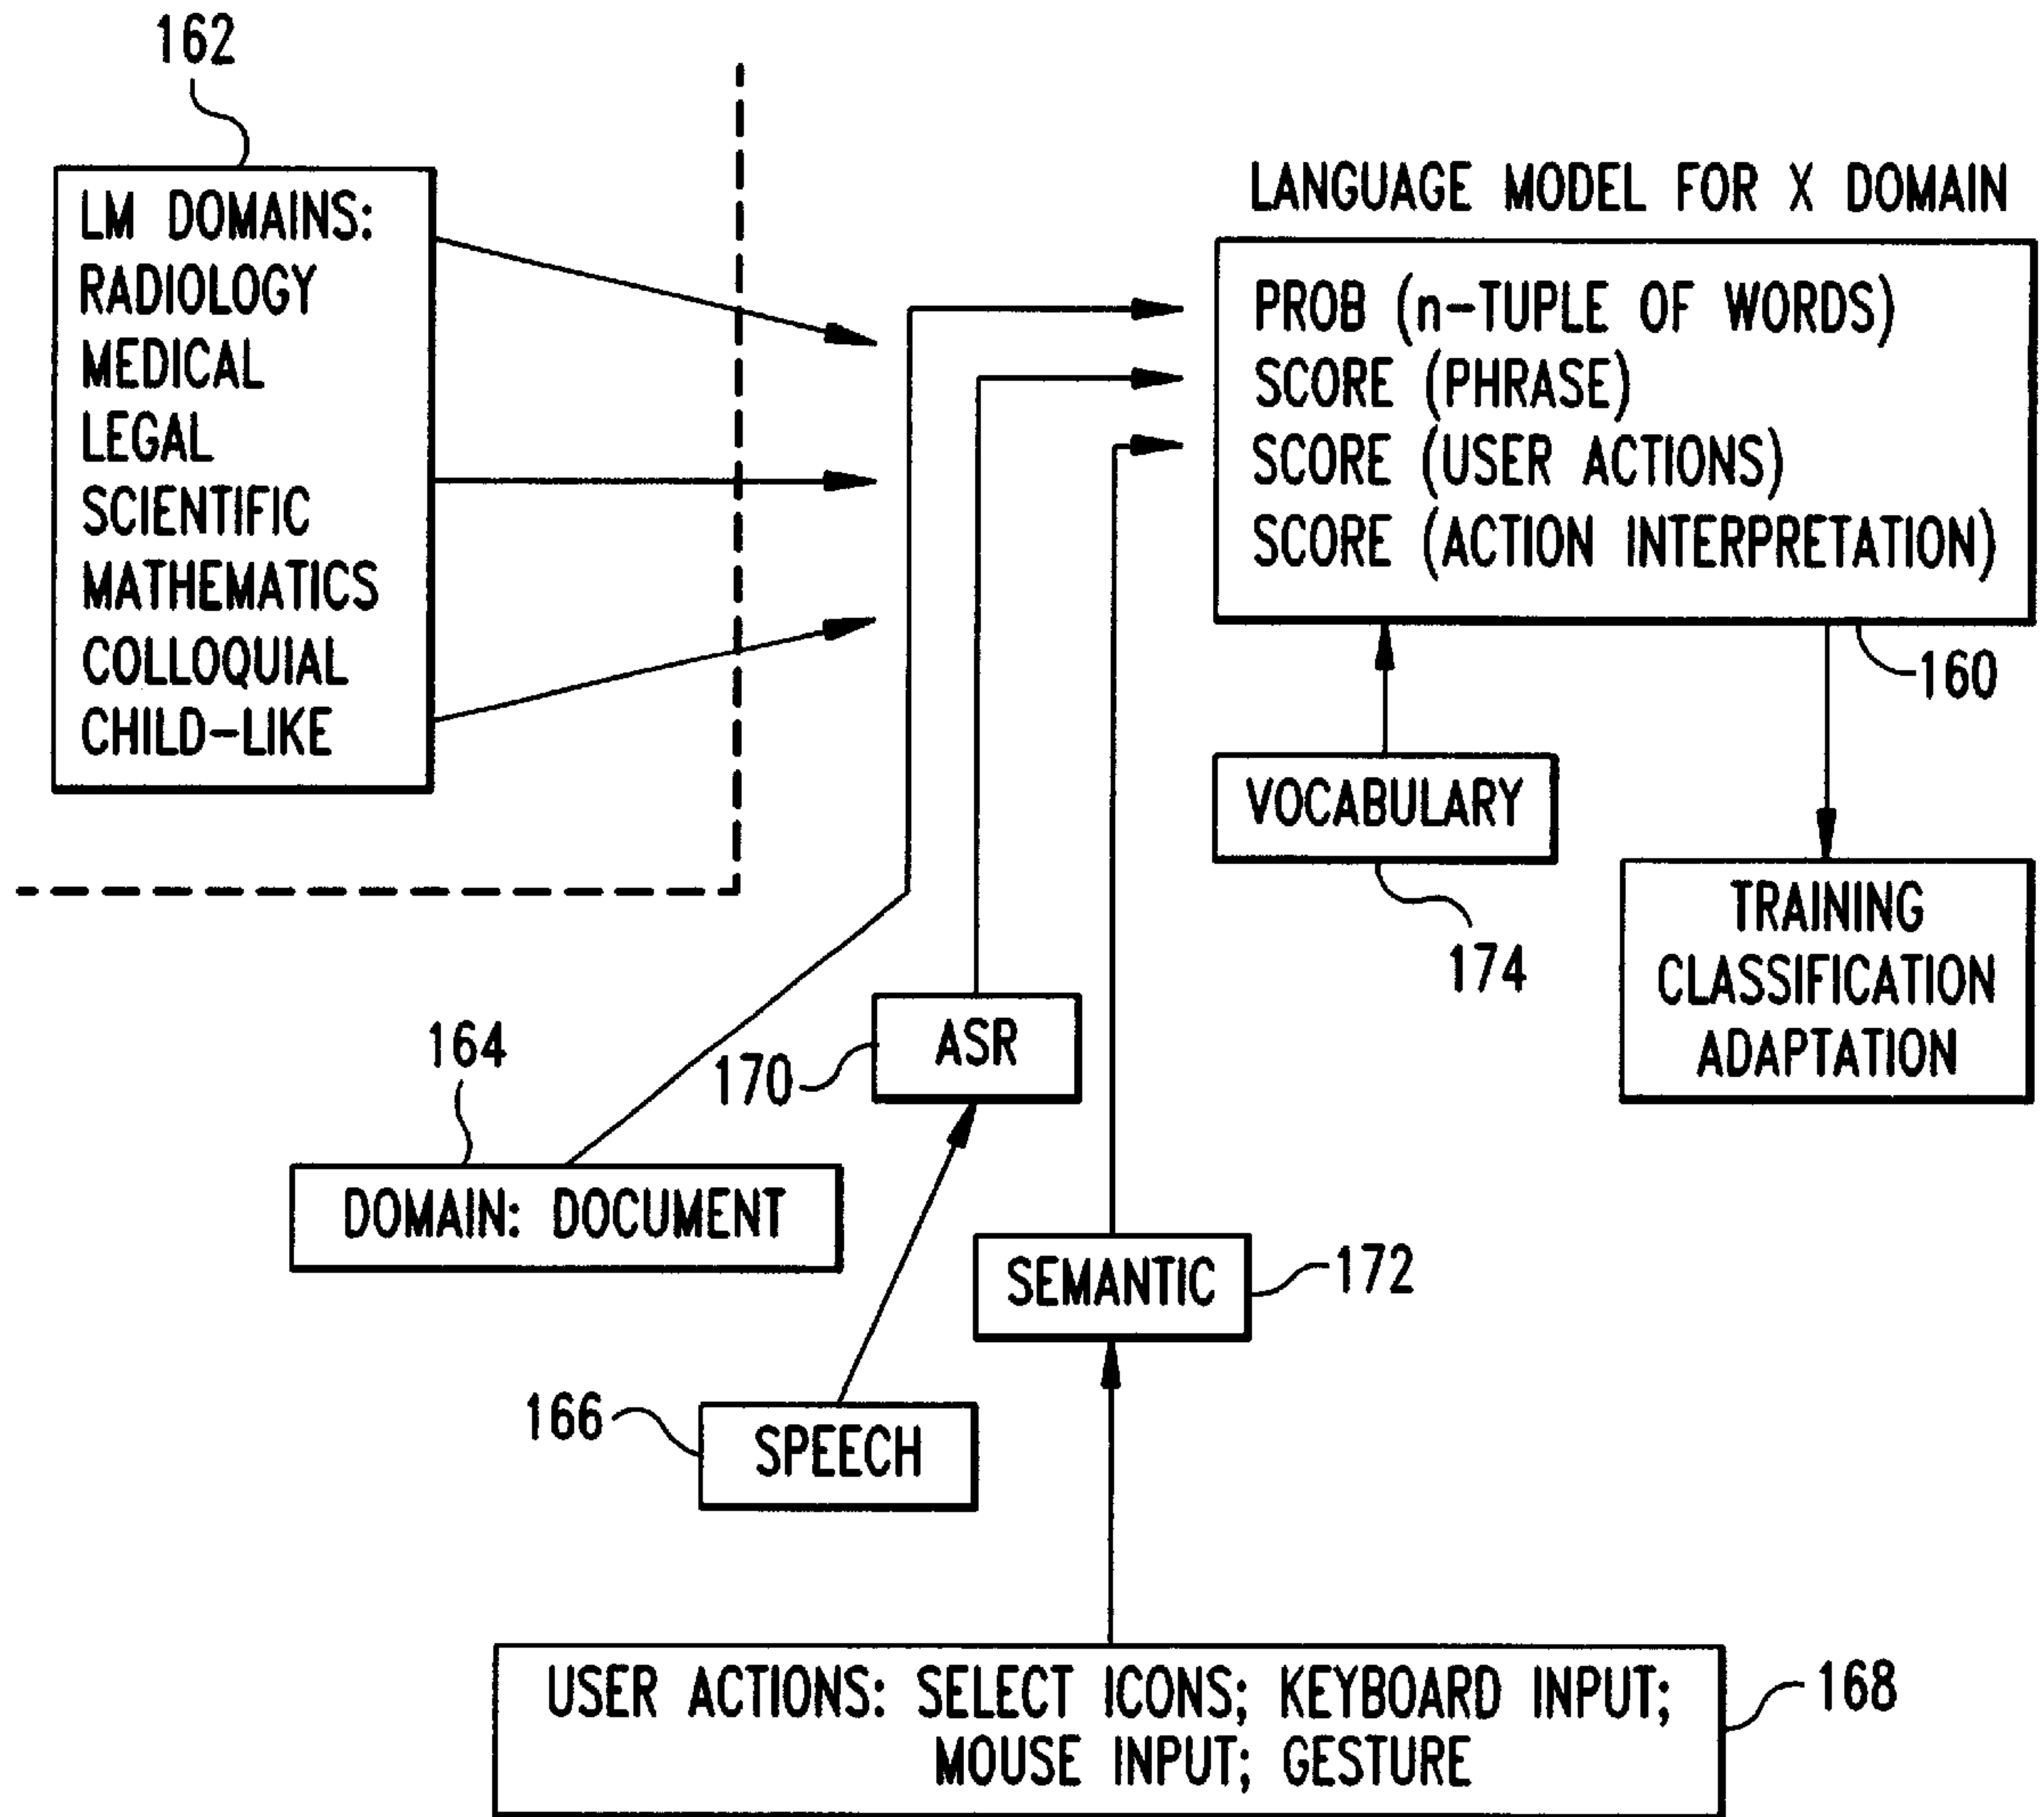 162
LM DOMAINS:
RADIOLOGY
MEDICAL
LEGAL
SCIENTIFIC
MATHEMATICS
COLLOQUIAL
CHILD-LIKE
LANGUAGE MODEL FOR X DOMAIN
PROB (n-TUPLE OF WORDS)
SCORE (PHRASE)
SCORE (USER ACTIONS)
SCORE (ACTION INTERPRETATION)
160
VOCABULARY
174
TRAINING
CLASSIFICATION
ADAPTATION
164
DOMAIN: DOCUMENT
170
ASR
SEMANTIC
172
166
SPEECH
USER ACTIONS: SELECT ICONS; KEYBOARD INPUT;
MOUSE INPUT; GESTURE
168